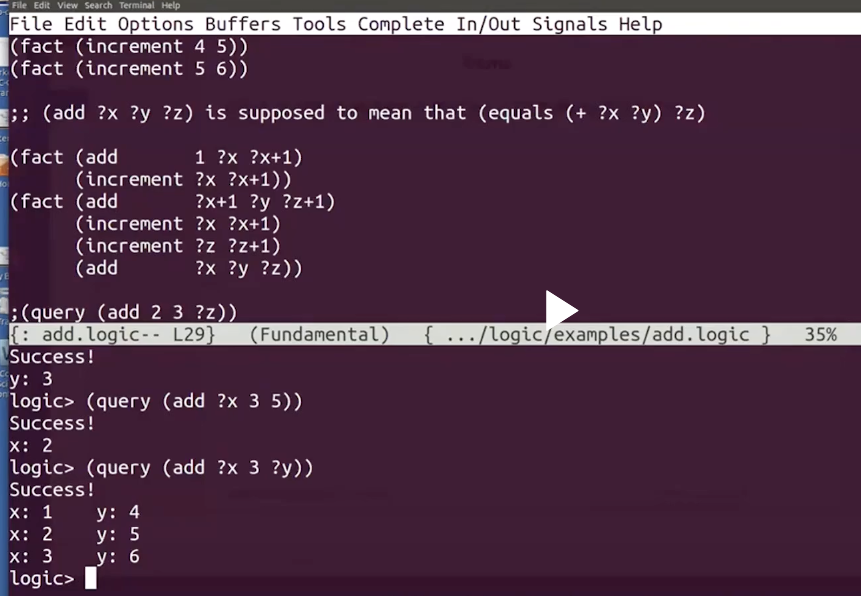 File Edit View Search Terminal Help
File Edit Options Buffers Tools Complete In/Out Signals Help
(fact (increment 4 5))
(fact (increment 5 6))
;; (add ?x ?y ?z) is supposed to mean that (equals (+ ?x ?y) ?z)
(fact (add 1 ?x ?x+1)
(increment ?x ?x+1))
(fact (add ?x+1 ?y ?z+1)
(increment ?x ?x+1)
(increment ?z ?z+1)
(add ?x ?y ?z))
;(query (add 2 3 ?z))
{: add.logic-- L29} (Fundamental) { .../logic/examples/add.logic } 35%
Success!
y: 3
logic> (query (add ?x 3 5))
Success!
x: 2
logic> (query (add ?x 3 ?y))
Success!
x: 1 y: 4
x: 2 y: 5
x: 3 y: 6
logic>